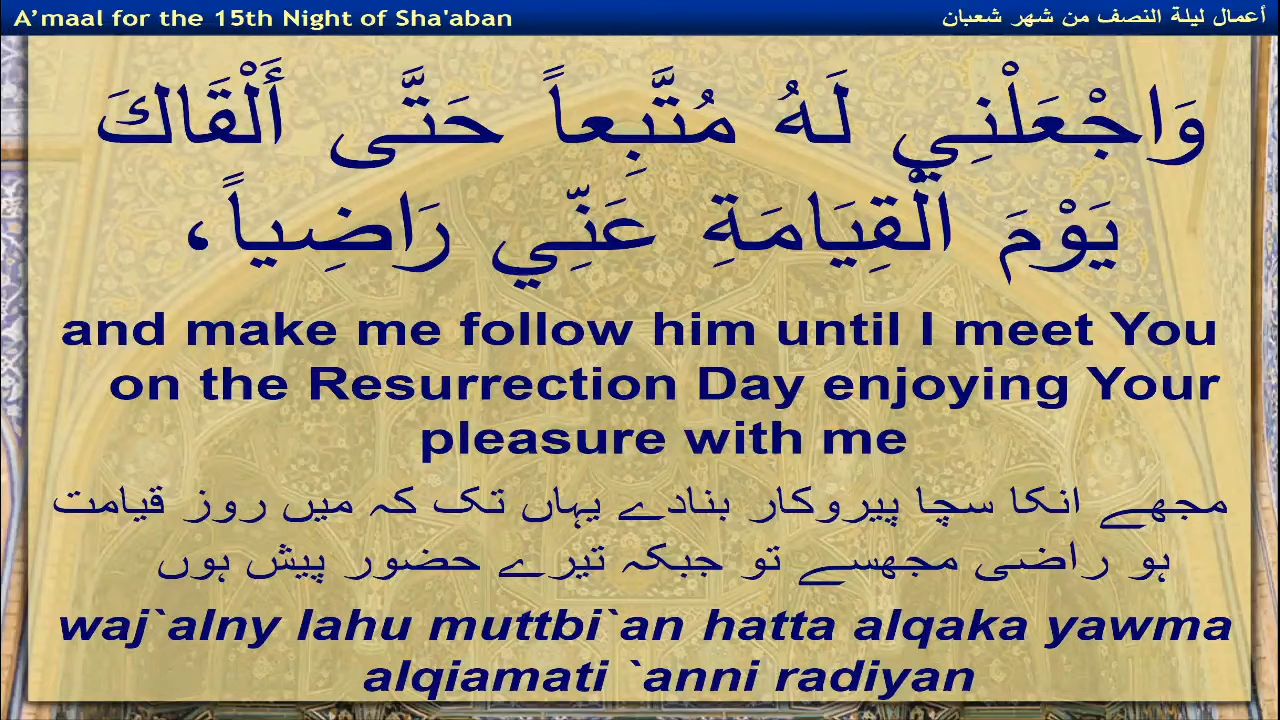 A’maal for the 15th Night of Sha'aban
أعمال ليلة النصف من شهر شعبان
وَاجْعَلْنِي لَهُ مُتَّبِعاً حَتَّى أَلْقَاكَ
يَوْمَ الْقِيَامَةِ عَنِّي رَاضِياً،
and make me follow him until I meet You
on the Resurrection Day enjoying Your
pleasure with me
مجھے انکا سچا پیروکار بنادے یہاں تک کہ میں روز قیامت
ہو راضی مجھسے تو جبکہ تیرے حضور پیش ہوں
waj`alny lahu muttbi`an hatta alqaka yawma
alqiamati `anni radiyan